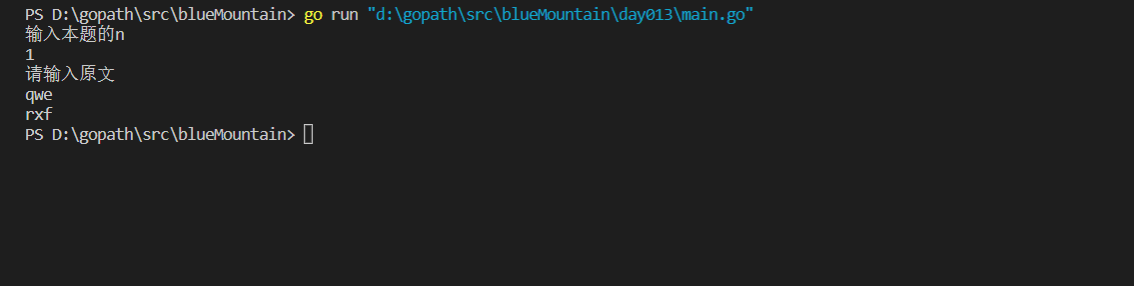 PS D:\gopath\src\blueMountain> go run "d:\gopath\src\blueMountain\day013\main.go"
输入本题的n
1
请输入原文
qwe
rxf
PS D:\gopath\src\blueMountain>